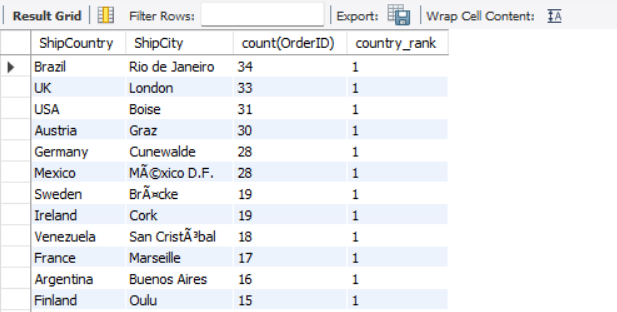 Result Grid Filter Rows: Export: Wrap Cell Content: IA
ShipCountry ShipCity count(OrderID) country_rank
Brazil Rio de Janeiro 34 1
UK London 33 1
USA Boise 31 1
Austria Graz 30 1
Germany Cunewalde 28 1
Mexico MÃ©xico D.F. 28 1
Sweden BrÃ¤cke 19 1
Ireland Cork 19 1
Venezuela San CristÃ³bal 18 1
France Marseille 17 1
Argentina Buenos Aires 16 1
Finland Oulu 15 1